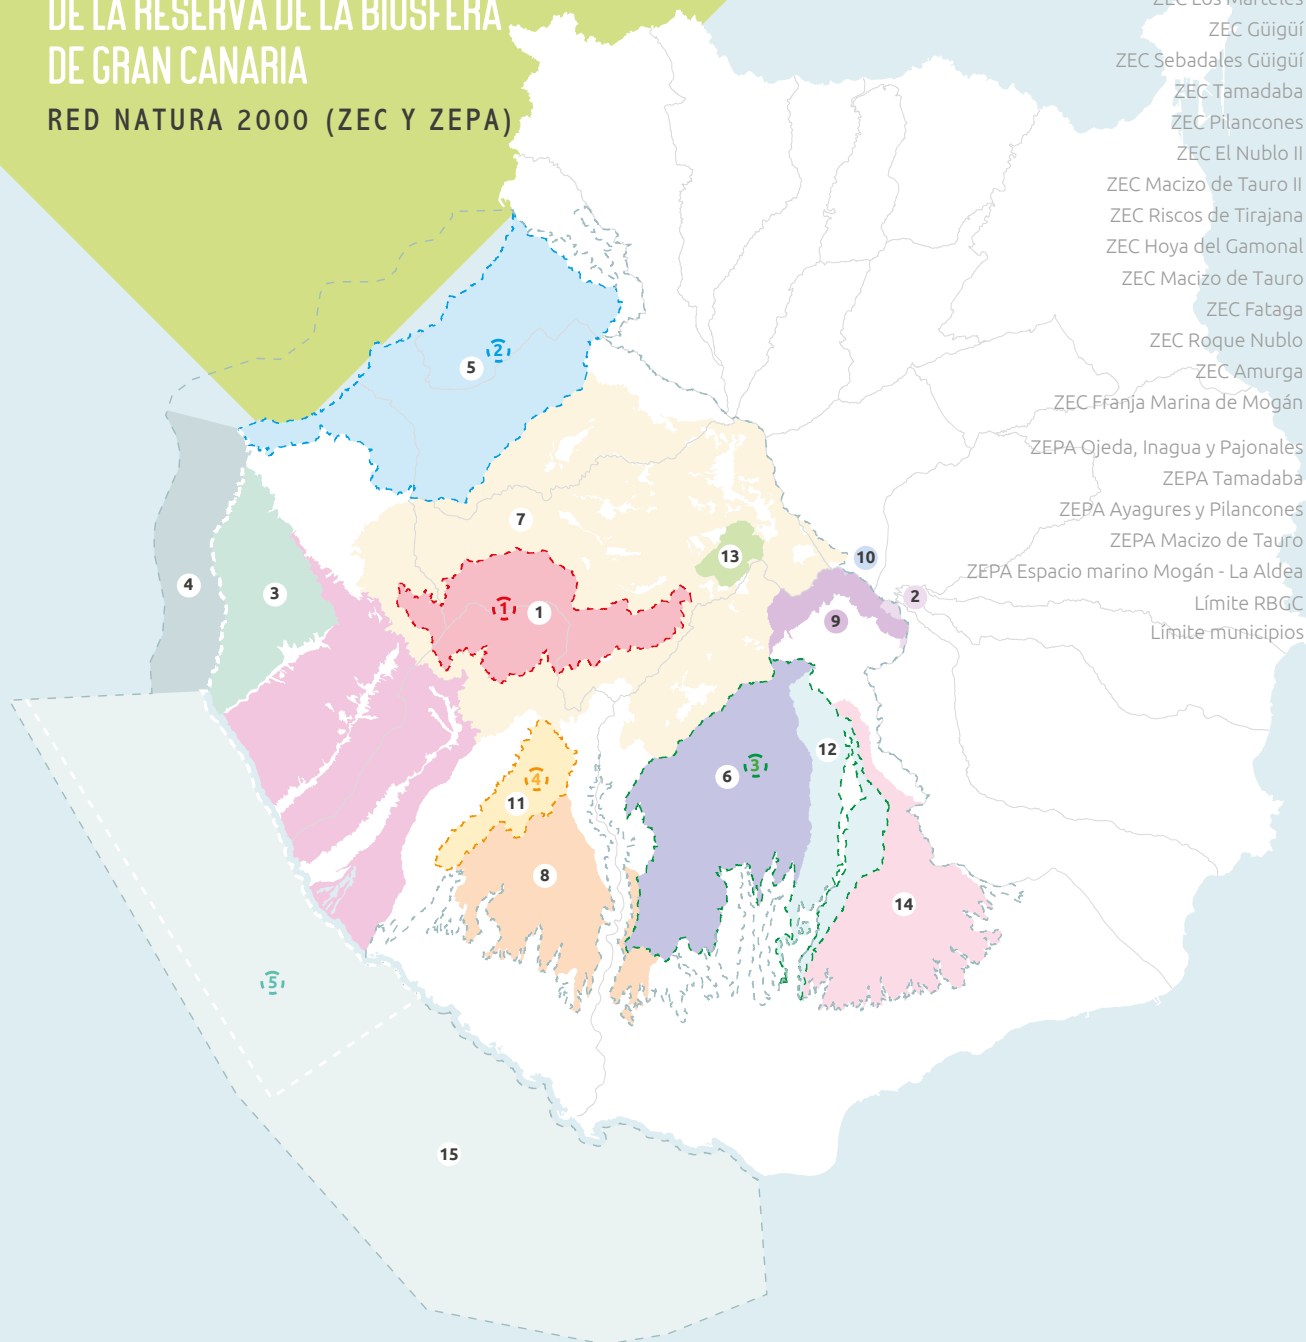 DE LA RESERVA DE LA BIOSFERA
DE GRAN CANARIA
RED NATURA 2000 (ZEC Y ZEPA)
ZEC Los Marteles
ZEC Güigüí
ZEC Sebadales Güigüí
ZEC Tamadaba
ZEC Pilancones
ZEC El Nublo II
ZEC Macizo de Tauro II
ZEC Riscos de Tirajana
ZEC Hoya del Gamonal
ZEC Macizo de Tauro
ZEC Fataga
ZEC Roque Nublo
ZEC Amurga
ZEC Franja Marina de Mogán
ZEPA Ojeda, Inagua y Pajonales
ZEPA Tamadaba
ZEPA Ayagures y Pilancones
ZEPA Macizo de Tauro
ZEPA Espacio marino Mogán - La Aldea
Límite RBGC
Límite municipios
2
5
7
13
10
4
3
1
1
2
9
12
3
6
4
11
8
14
5
15